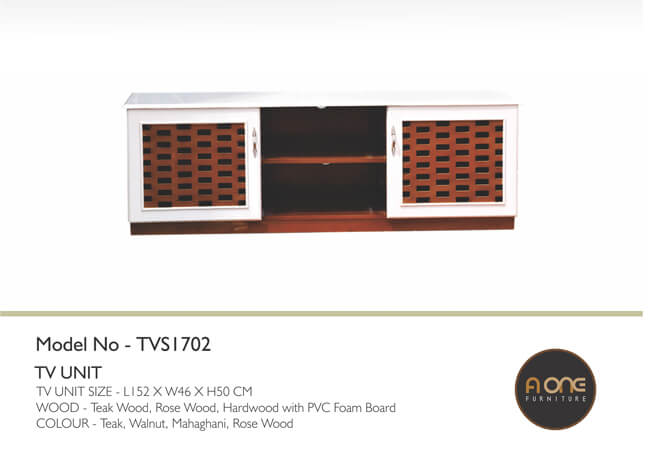 Model No - TVS1702
TV UNIT
TV UNIT SIZE - L152 X W46 X H50 CM
WOOD - Teak Wood, Rose Wood, Hardwood with PVC Foam Board
COLOUR - Teak, Walnut, Mahaghani, Rose Wood
A ONE
FURNITURE